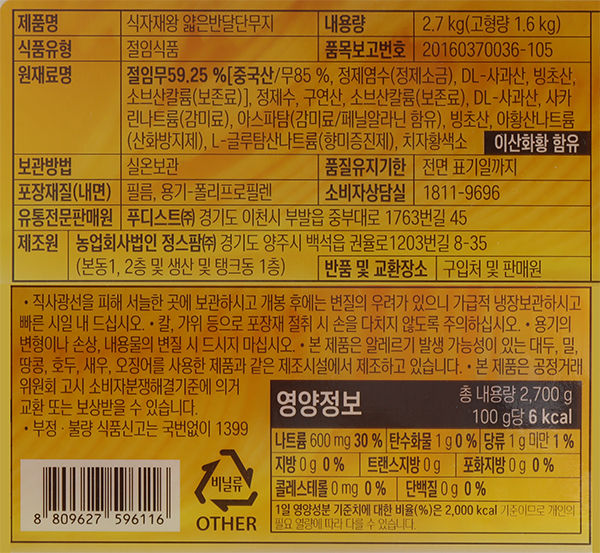 제품명 식자재왕 얇은반달단무지 내용량 2.7 kg(고형량 1.6 kg)
식품유형 절임식품 품목보고번호 20160370036-105
원재료명 절임무59.25 %[중국산/무85 %, 정제염수(정제소금), DL-사과산, 빙초산,
소브산칼륨(보존료)], 정제수, 구연산, 소브산칼륨(보존료), DL-사과산, 사카
린나트륨(감미료), 아스파탐(감미료/페닐알라닌 함유), 빙초산, 아황산나트륨
(산화방지제), L-글루탐산나트륨(향미증진제), 치자황색소 이산화황 함유
보관방법 실온보관 품질유지기한 전면 표기일까지
포장재질(내면) 필름, 용기-폴리프로필렌 소비자상담실 1811-9696
유통전문판매원 푸디스트㈜ 경기도 이천시 부발읍 중부대로 1763번길 45
제조원 농업회사법인 정스팜㈜ 경기도 양주시 백석읍 권율로1203번길 8-35
(본동1, 2층 및 생산 및 탱크동 1층) 반품 및 교환장소 구입처 및 판매원
• 직사광선을 피해 서늘한 곳에 보관하시고 개봉 후에는 변질의 우려가 있으니 가급적 냉장보관하시고
빠른 시일 내 드십시오. • 칼, 가위 등으로 포장재 절취 시 손을 다치지 않도록 주의하십시오. • 용기의
변형이나 손상, 내용물의 변질 시 드시지 마십시오. • 본 제품은 알레르기 발생 가능성이 있는 대두, 밀,
땅콩, 호두, 새우, 오징어를 사용한 제품과 같은 제조시설에서 제조하고 있습니다. • 본 제품은 공정거래
위원회 고시 소비자분쟁해결기준에 의거
교환 또는 보상받을 수 있습니다.
• 부정·불량 식품신고는 국번없이 1399
영양정보 총 내용량 2,700 g
100 g당 6 kcal
나트륨 600 mg 30 % 탄수화물 1 g 0 % 당류 1 g 미만 1 %
지방 0 g 0 % 트랜스지방 0 g 포화지방 0 g 0 %
콜레스테롤 0 mg 0 % 단백질 0 g 0 %
1일 영양성분 기준치에 대한 비율(%)은 2,000 kcal 기준이므로 개인의
필요 열량에 따라 다를 수 있습니다.
비닐류
OTHER
8 809627 596116